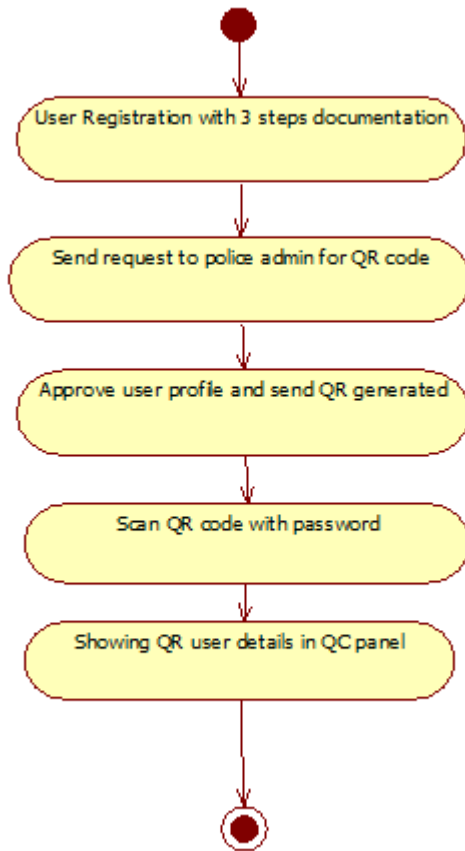 User Registration with 3 steps documentation
Send request to police admin for QR code
Approve user profile and send QR generated
Scan QR code with password
Showing QR user details in QC panel